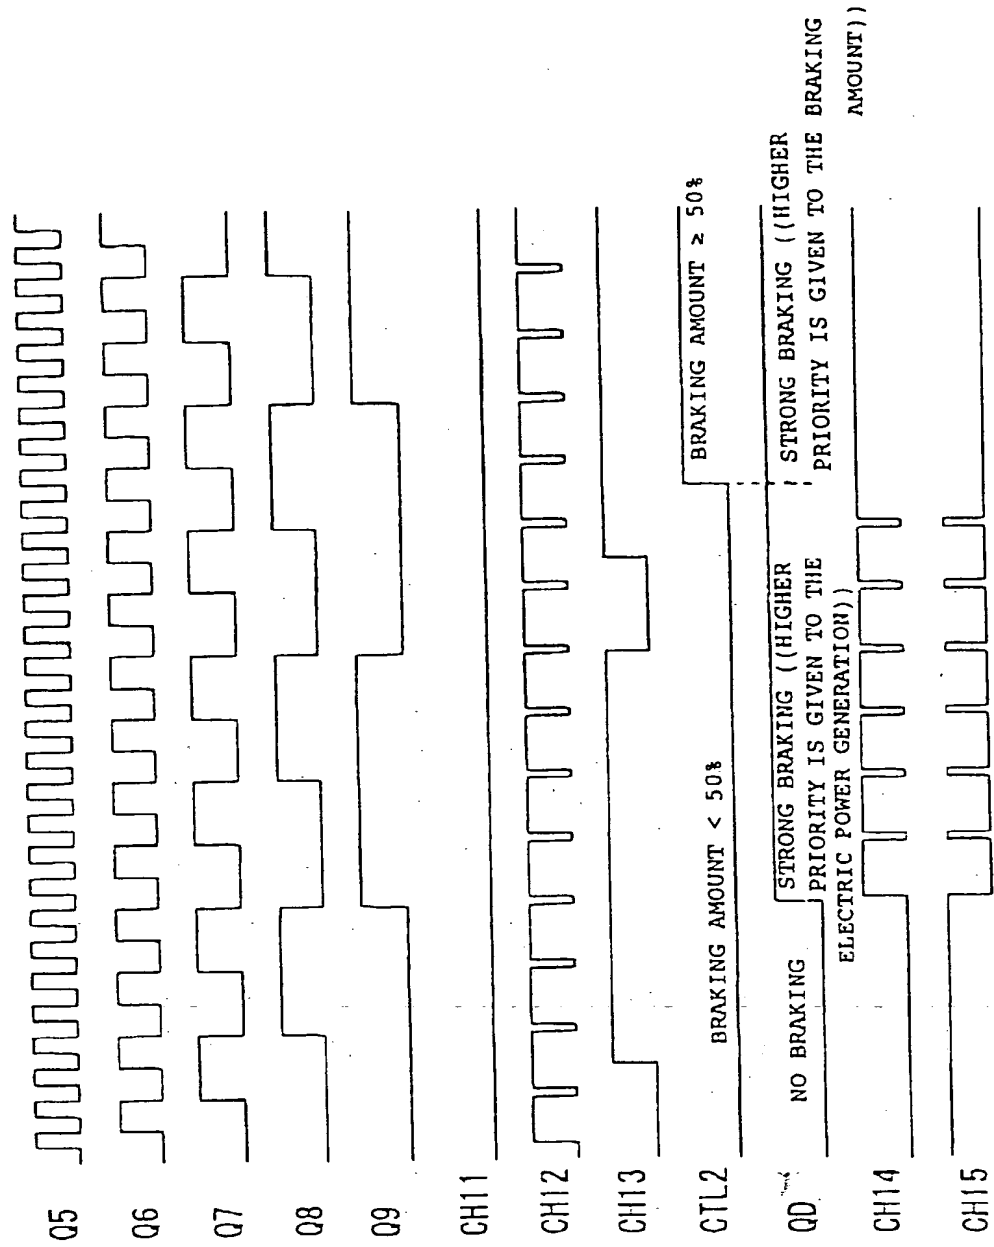 Q5
Q6
Q7
Q8
Q9
CH11
CH12
CH13
CTL2
BRAKING AMOUNT < 50%
BRAKING AMOUNT ≥ 50%
QD
NO BRAKING
STRONG BRAKING ((HIGHER
PRIORITY IS GIVEN TO THE
ELECTRIC POWER GENERATION))
STRONG BRAKING ((HIGHER
PRIORITY IS GIVEN TO THE BRAKING
AMOUNT))
CH14
CH15